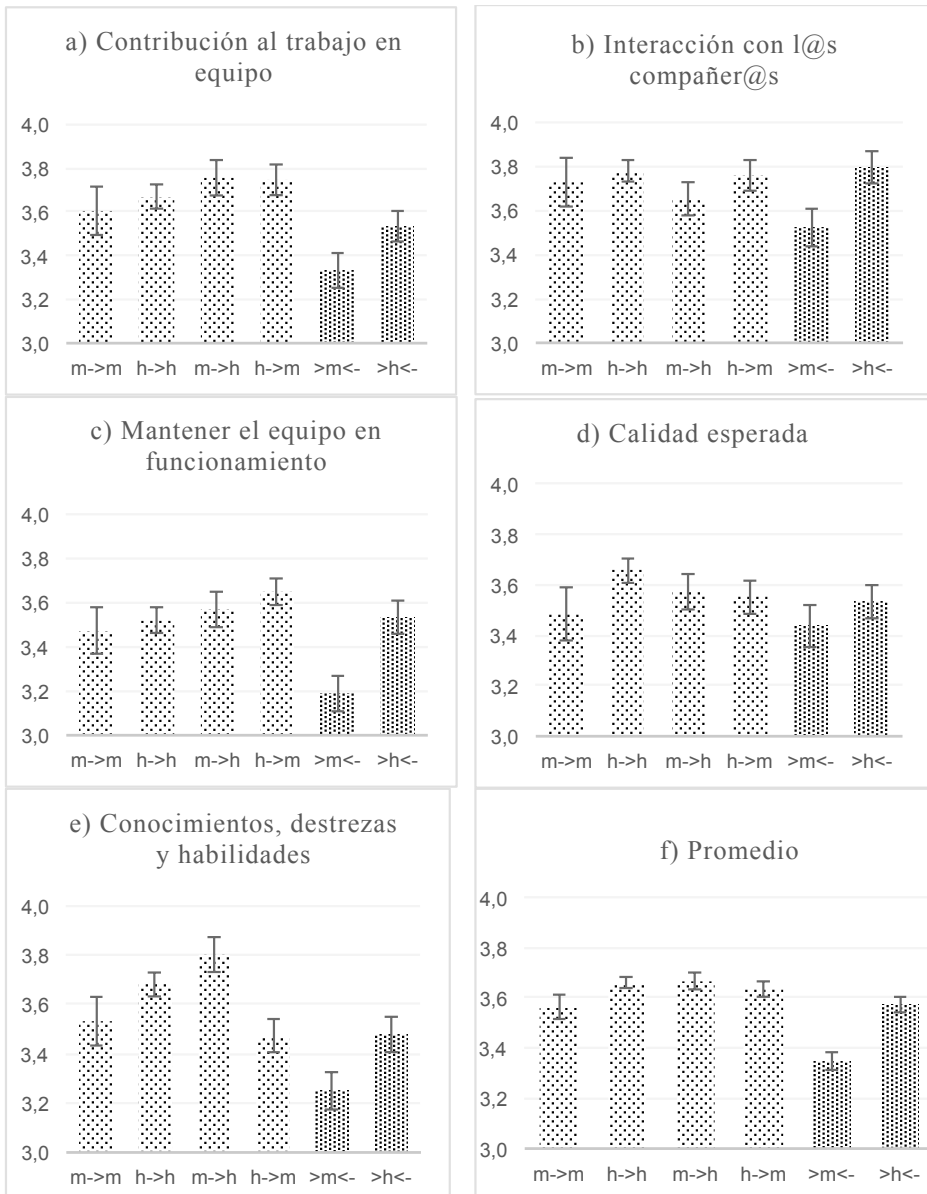 a) Contribución al trabajo en
equipo
4,0
3,8
3,6
3,4
3,2
3,0
m->m h->h m->h h->m >m<- >h<-
b) Interacción con l@s
compañer@s
4,0
3,8
3,6
3,4
3,2
3,0
m->m h->h m->h h->m >m<- >h<-
c) Mantener el equipo en
funcionamiento
4,0
3,8
3,6
3,4
3,2
3,0
m->m h->h m->h h->m >m<- >h<-
d) Calidad esperada
4,0
3,8
3,6
3,4
3,2
3,0
m->m h->h m->h h->m >m<- >h<-
e) Conocimientos, destrezas
y habilidades
4,0
3,8
3,6
3,4
3,2
3,0
m->m h->h m->h h->m >m<- >h<-
f) Promedio
4,0
3,8
3,6
3,4
3,2
3,0
m->m h->h m->h h->m >m<- >h<-